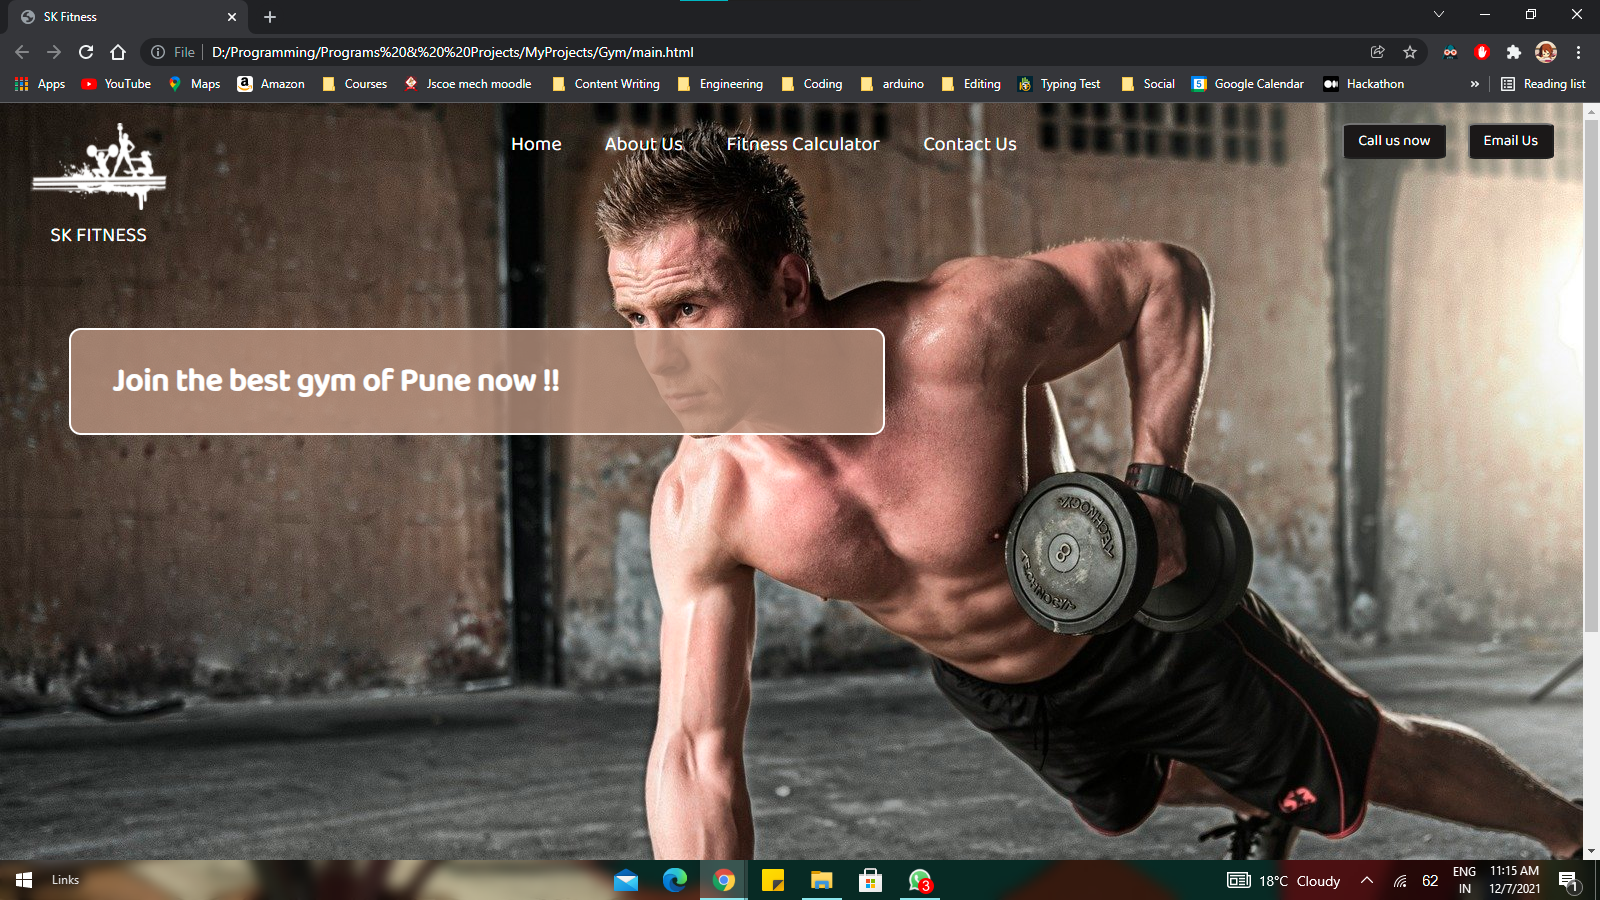 SK Fitness
File
D:/Programming/Programs%20&%20%20Projects/MyProjects/Gym/main.html
Apps
YouTube
Maps
Amazon
Courses
Jscoe mech moodle
Content Writing
Engineering
Coding
arduino
Editing
Typing Test
Social
Google Calendar
Hackathon
»
Reading list
SK FITNESS
Home
About Us
Fitness Calculator
Contact Us
Call us now
Email Us
Join the best gym of Pune now !!
8
Links
3
18°C Cloudy
62
ENG
IN
11:15 AM
12/7/2021
1